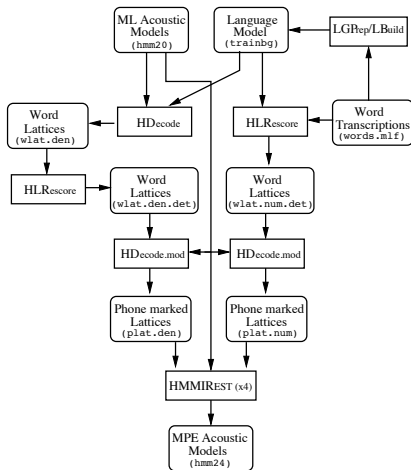 ML Acoustic
Models
(hmm20)
Language
Model
(trainbg)
LGPrep/LBuild
Word
Lattices
(wlat.den)
HDecode
HLRescore
Word
Transcriptions
(words.mlf)
HLRescore
Word
Lattices
(wlat.den.det)
Word
Lattices
(wlat.num.det)
HDecode.mod
HDecode.mod
Phone marked
Lattices
(plat.den)
Phone marked
Lattices
(plat.num)
HMMIRest (x4)
MPE Acoustic
Models
(hmm24)